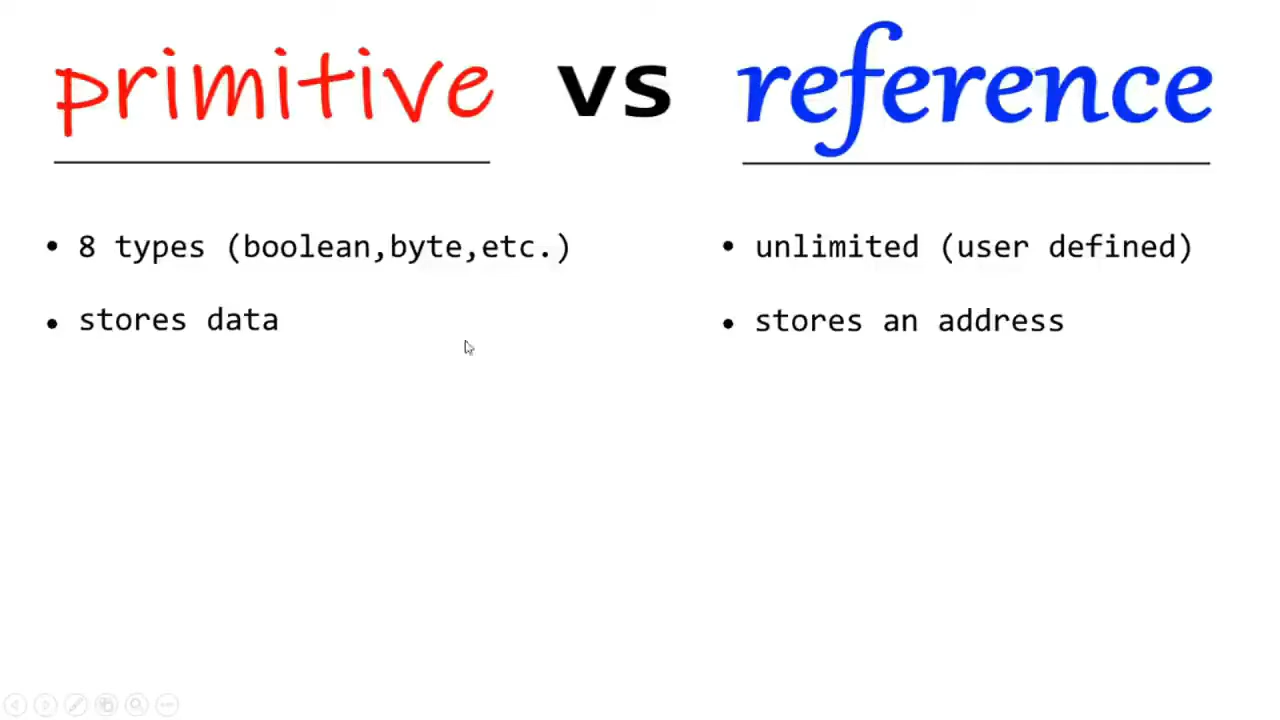 primitive vs reference
• 8 types (boolean,byte,etc.)
• stores data
• unlimited (user defined)
• stores an address